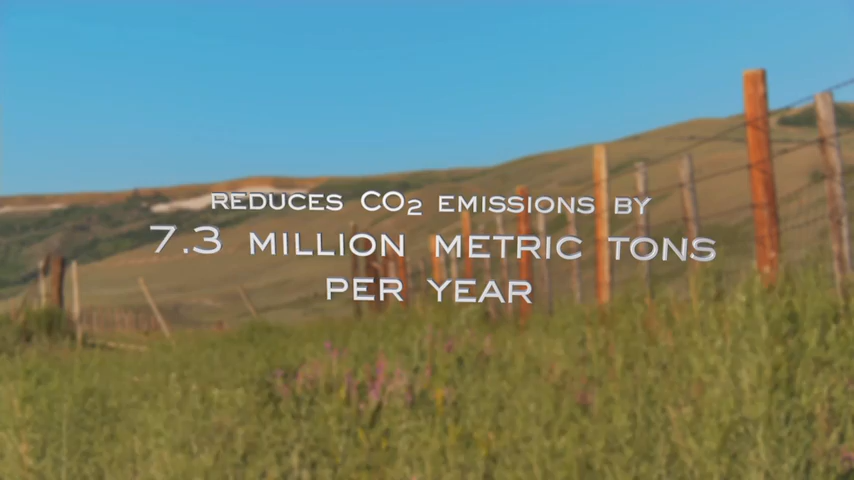 REDUCES CO2 EMISSIONS BY
7.3 MILLION METRIC TONS
PER YEAR